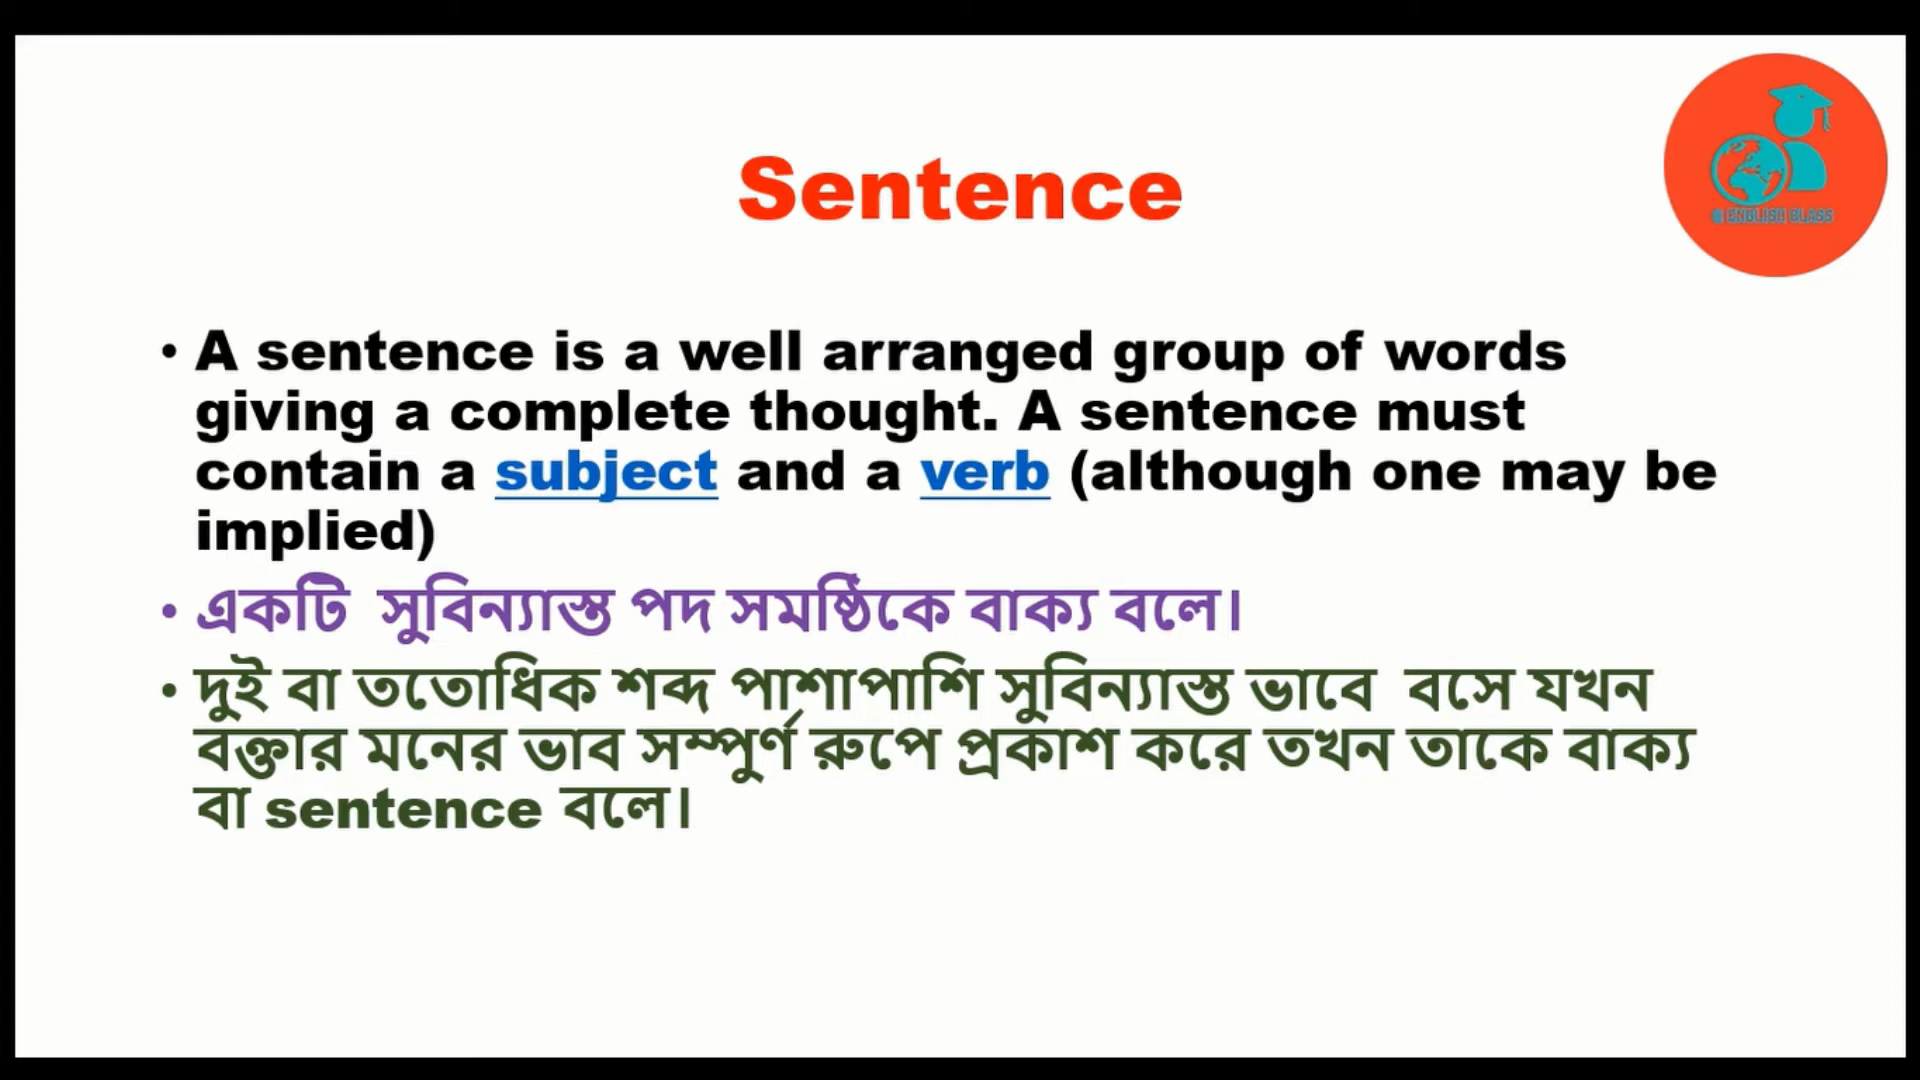 Sentence
• A sentence is a well arranged group of words
giving a complete thought. A sentence must
contain a subject and a verb (although one may be
implied)
• একটি সুবিন্যাস্ত পদ সমষ্ঠিকে বাক্য বলে।
• দুই বা ততোধিক শব্দ পাশাপাশি সুবিন্যাস্ত ভাবে বসে যখন
বক্তার মনের ভাব সম্পুর্ণ রুপে প্রকাশ করে তখন তাকে বাক্য
বা sentence বলে।
ENGLISH